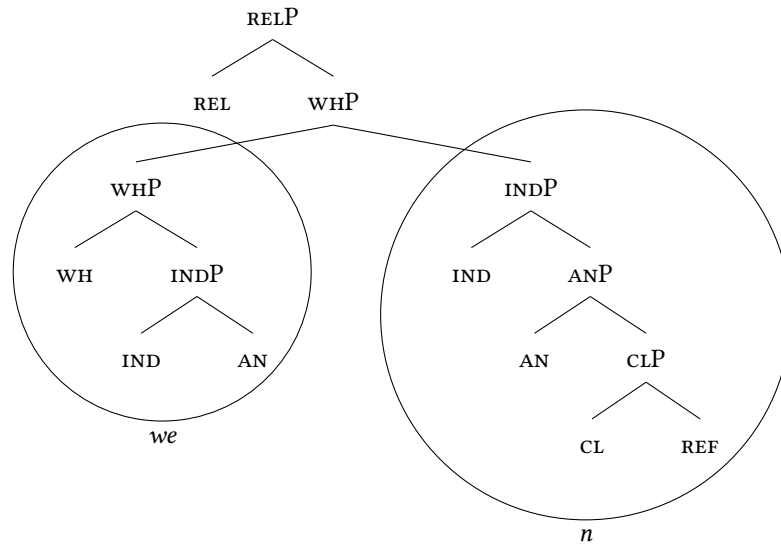 RELP
REL WHP
WHP INDP
WH INDP IND ANP
IND AN AN CLP
we
CL REF
n